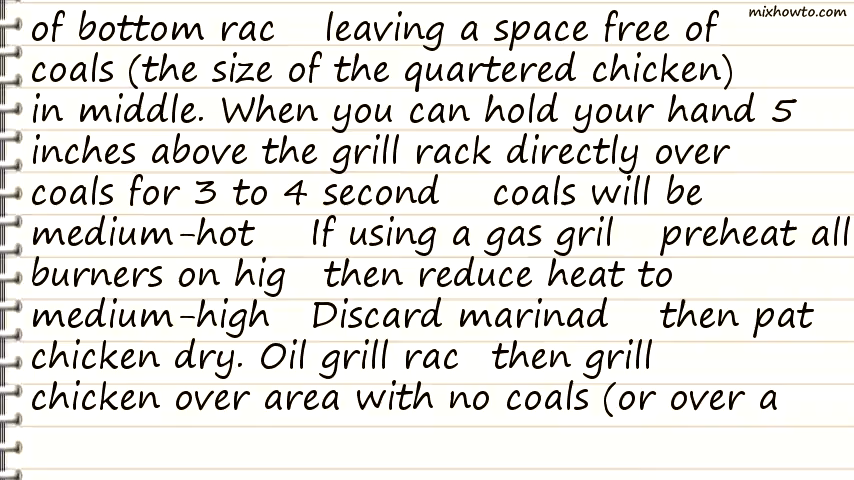 mixhowto.com
of bottom rac leaving a space free of
coals (the size of the quartered chicken)
in middle. When you can hold your hand 5
inches above the grill rack directly over
coals for 3 to 4 second coals will be
medium-hot If using a gas gril preheat all
burners on hig then reduce heat to
medium-high Discard marinad then pat
chicken dry. Oil grill rac then grill
chicken over area with no coals (or over a